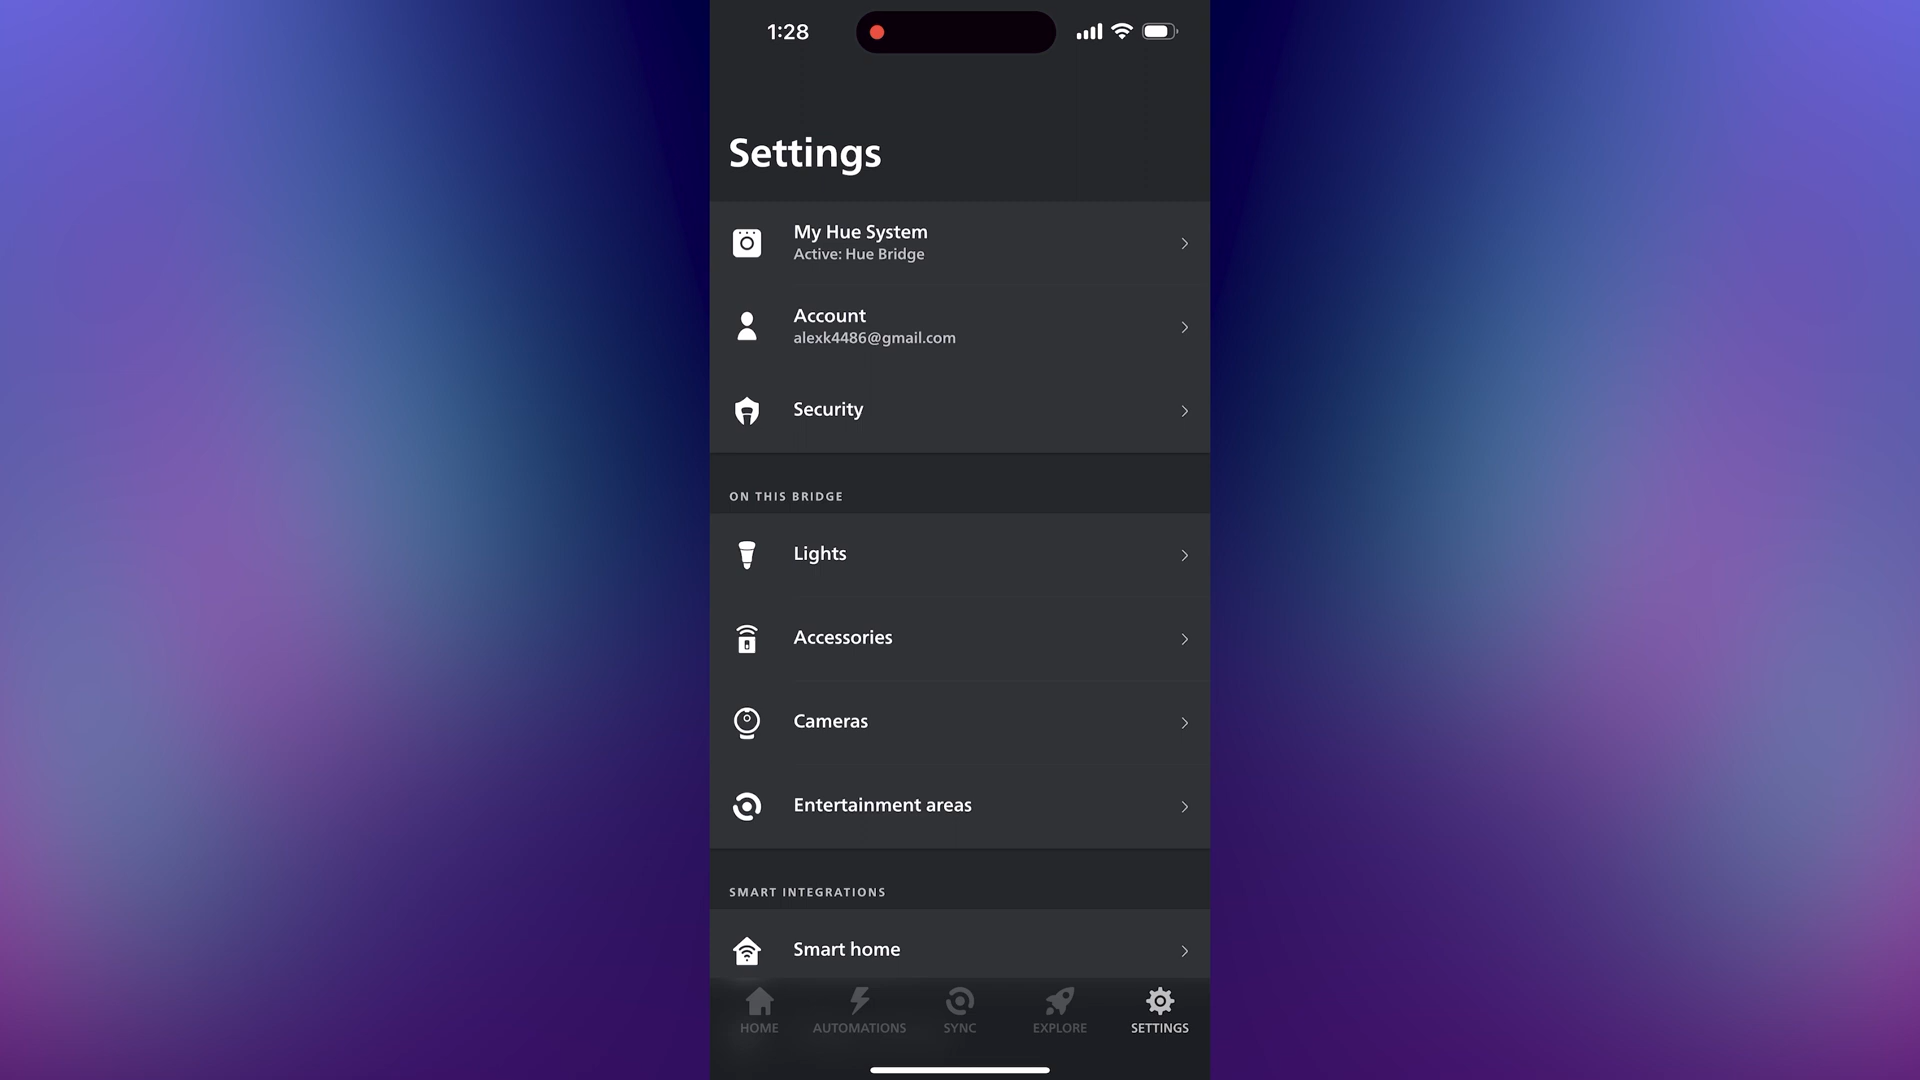 1:28
Settings
My Hue System
Active: Hue Bridge
Account
alexk4486@gmail.com
Security
ON THIS BRIDGE
Lights
Accessories
Cameras
Entertainment areas
SMART INTEGRATIONS
Smart home
HOME
AUTOMATIONS
SYNC
EXPLORE
SETTINGS